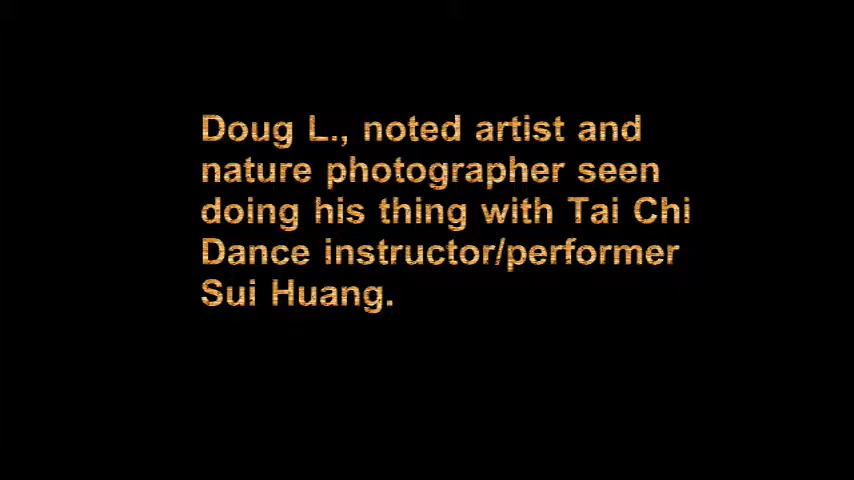 Doug L., noted artist and
nature photographer seen
doing his thing with Tai Chi
Dance instructor/performer
Sui Huang.